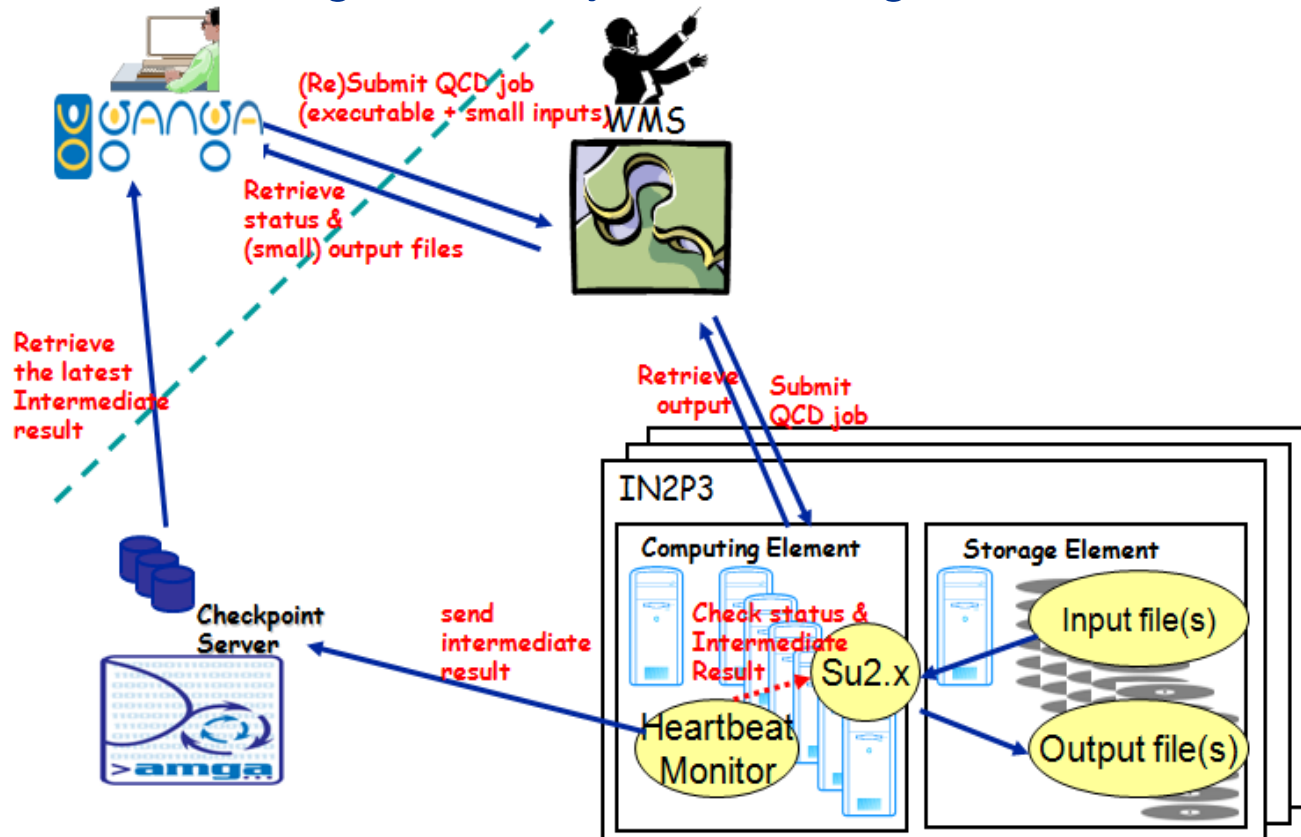 (Re)Submit QCD job
(executable + small inputs)
WMS
Retrieve
status &
(small) output files
Retrieve
the latest
Intermediate
result
Retrieve
output
Submit
QCD job
IN2P3
Computing Element
Storage Element
Checkpoint
Server
send
intermediate
result
Check status &
Intermediate
Result
Input file(s)
Su2.x
Heartbeat
Monitor
Output file(s)
>amga...